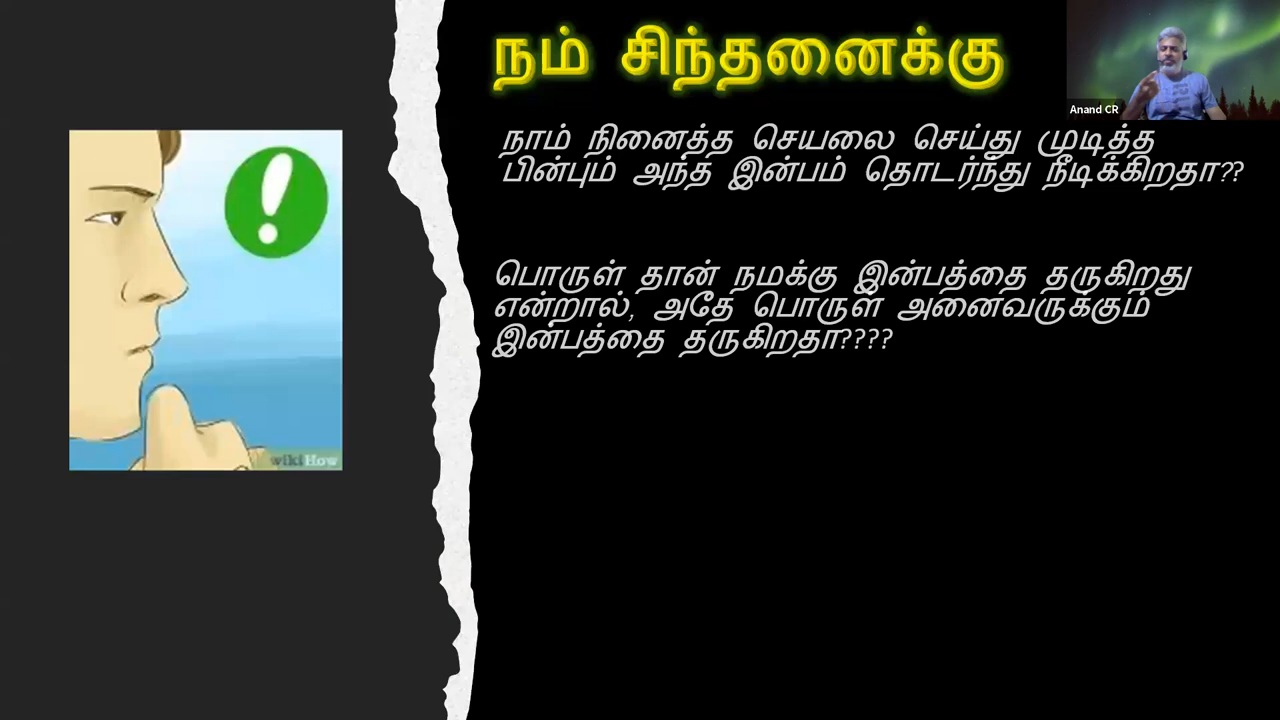 நம் சிந்தனைக்கு
Anand CR
நாம் நினைத்த செயலை செய்து முடித்த
பின்பும் அந்த இன்பம் தொடர்ந்து நீடிக்கிறதா??
பொருள் தான் நமக்கு இன்பத்தை தருகிறது
என்றால், அதே பொருள் அனைவருக்கும்
இன்பத்தை தருகிறதா????
wikiHow